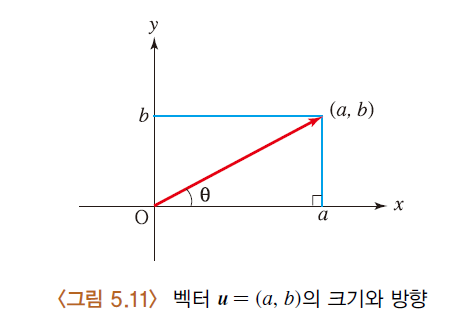 y
b
(a, b)
θ
O
a
x
〈그림 5.11〉 벡터 u = (a, b)의 크기와 방향